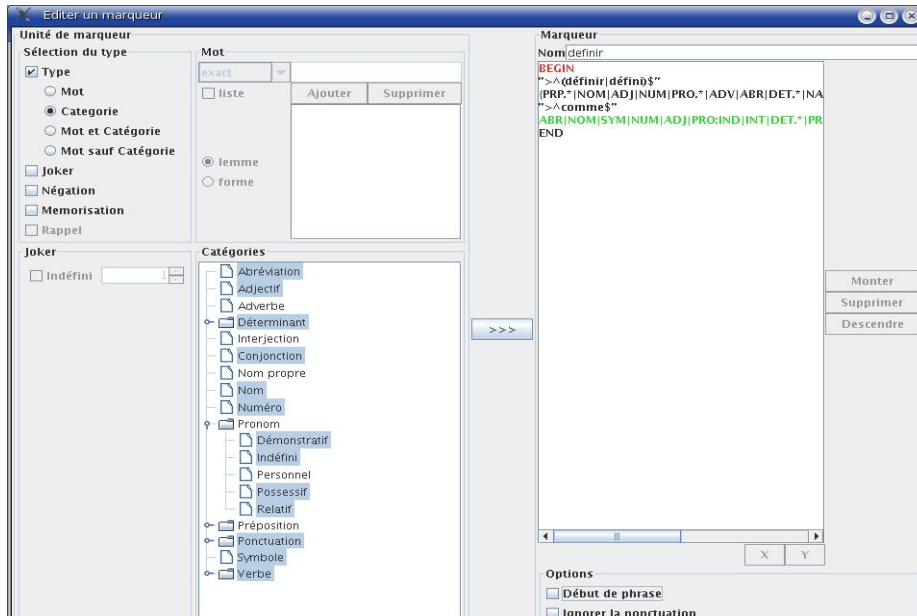 Editer un marqueur
Unité de marqueur
Sélection du type
Type
Mot
Categorie
Mot et Catégorie
Mot sauf Catégorie
Joker
Négation
Memorisation
Rappel
Mot
exact
liste
Ajouter
Supprimer
lemme
forme
Joker
Indéfini
1
Catégories
Abréviation
Adjectif
Adverbe
Déterminant
Interjection
Conjonction
Nom propre
Nom
Numéro
Pronom
Démonstratif
Indéfini
Personnel
Possessif
Relatif
Préposition
Ponctuation
Symbole
Verbe
>>>
Marqueur
Nom definir
BEGIN
">^(définir|défini)$"
(PRP.*|NOM|ADJ|NUM|PRO.*|ADV|ABR|DET.*|NA
">^comme$"
ABR|NOM|SYM|NUM|ADJ|PRO:IND|INT|DET.*|PR
END
Monter
Supprimer
Descendre
X
Y
Options
Début de phrase
Ignorer la ponctuation